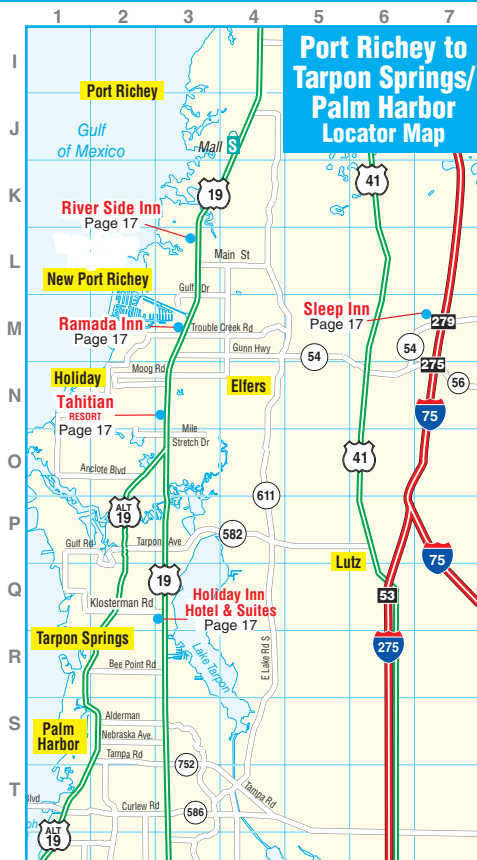 1 2 3 4 5 6 7
Port Richey to
Tarpon Springs/
Palm Harbor
Locator Map
I
Port Richey
J
Gulf
of Mexico
Mall S
K
19
41
River Side Inn
Page 17
L
Main St
New Port Richey
Gulf Dr
M
Ramada Inn
Page 17
Trouble Creek Rd
Sleep Inn
Page 17
279
54
Gunn Hwy
54
275
Moog Rd
56
Holiday
Elfers
N
Tahitian
RESORT
Page 17
75
Mile
Stretch Dr
O
41
Anclote Blvd
611
ALT
19
P
582
Gulf Rd
Tarpon Ave
Lutz
75
Q
19
53
Klosterman Rd
Holiday Inn
Hotel & Suites
Page 17
Tarpon Springs
R
275
Bee Point Rd
Lake Tarpon
E Lake Rd S
S
Alderman
Palm
Harbor
Nebraska Ave.
Tampa Rd
752
T
Tampa Rd
Blvd
Curlew Rd
586
ph
ALT
19